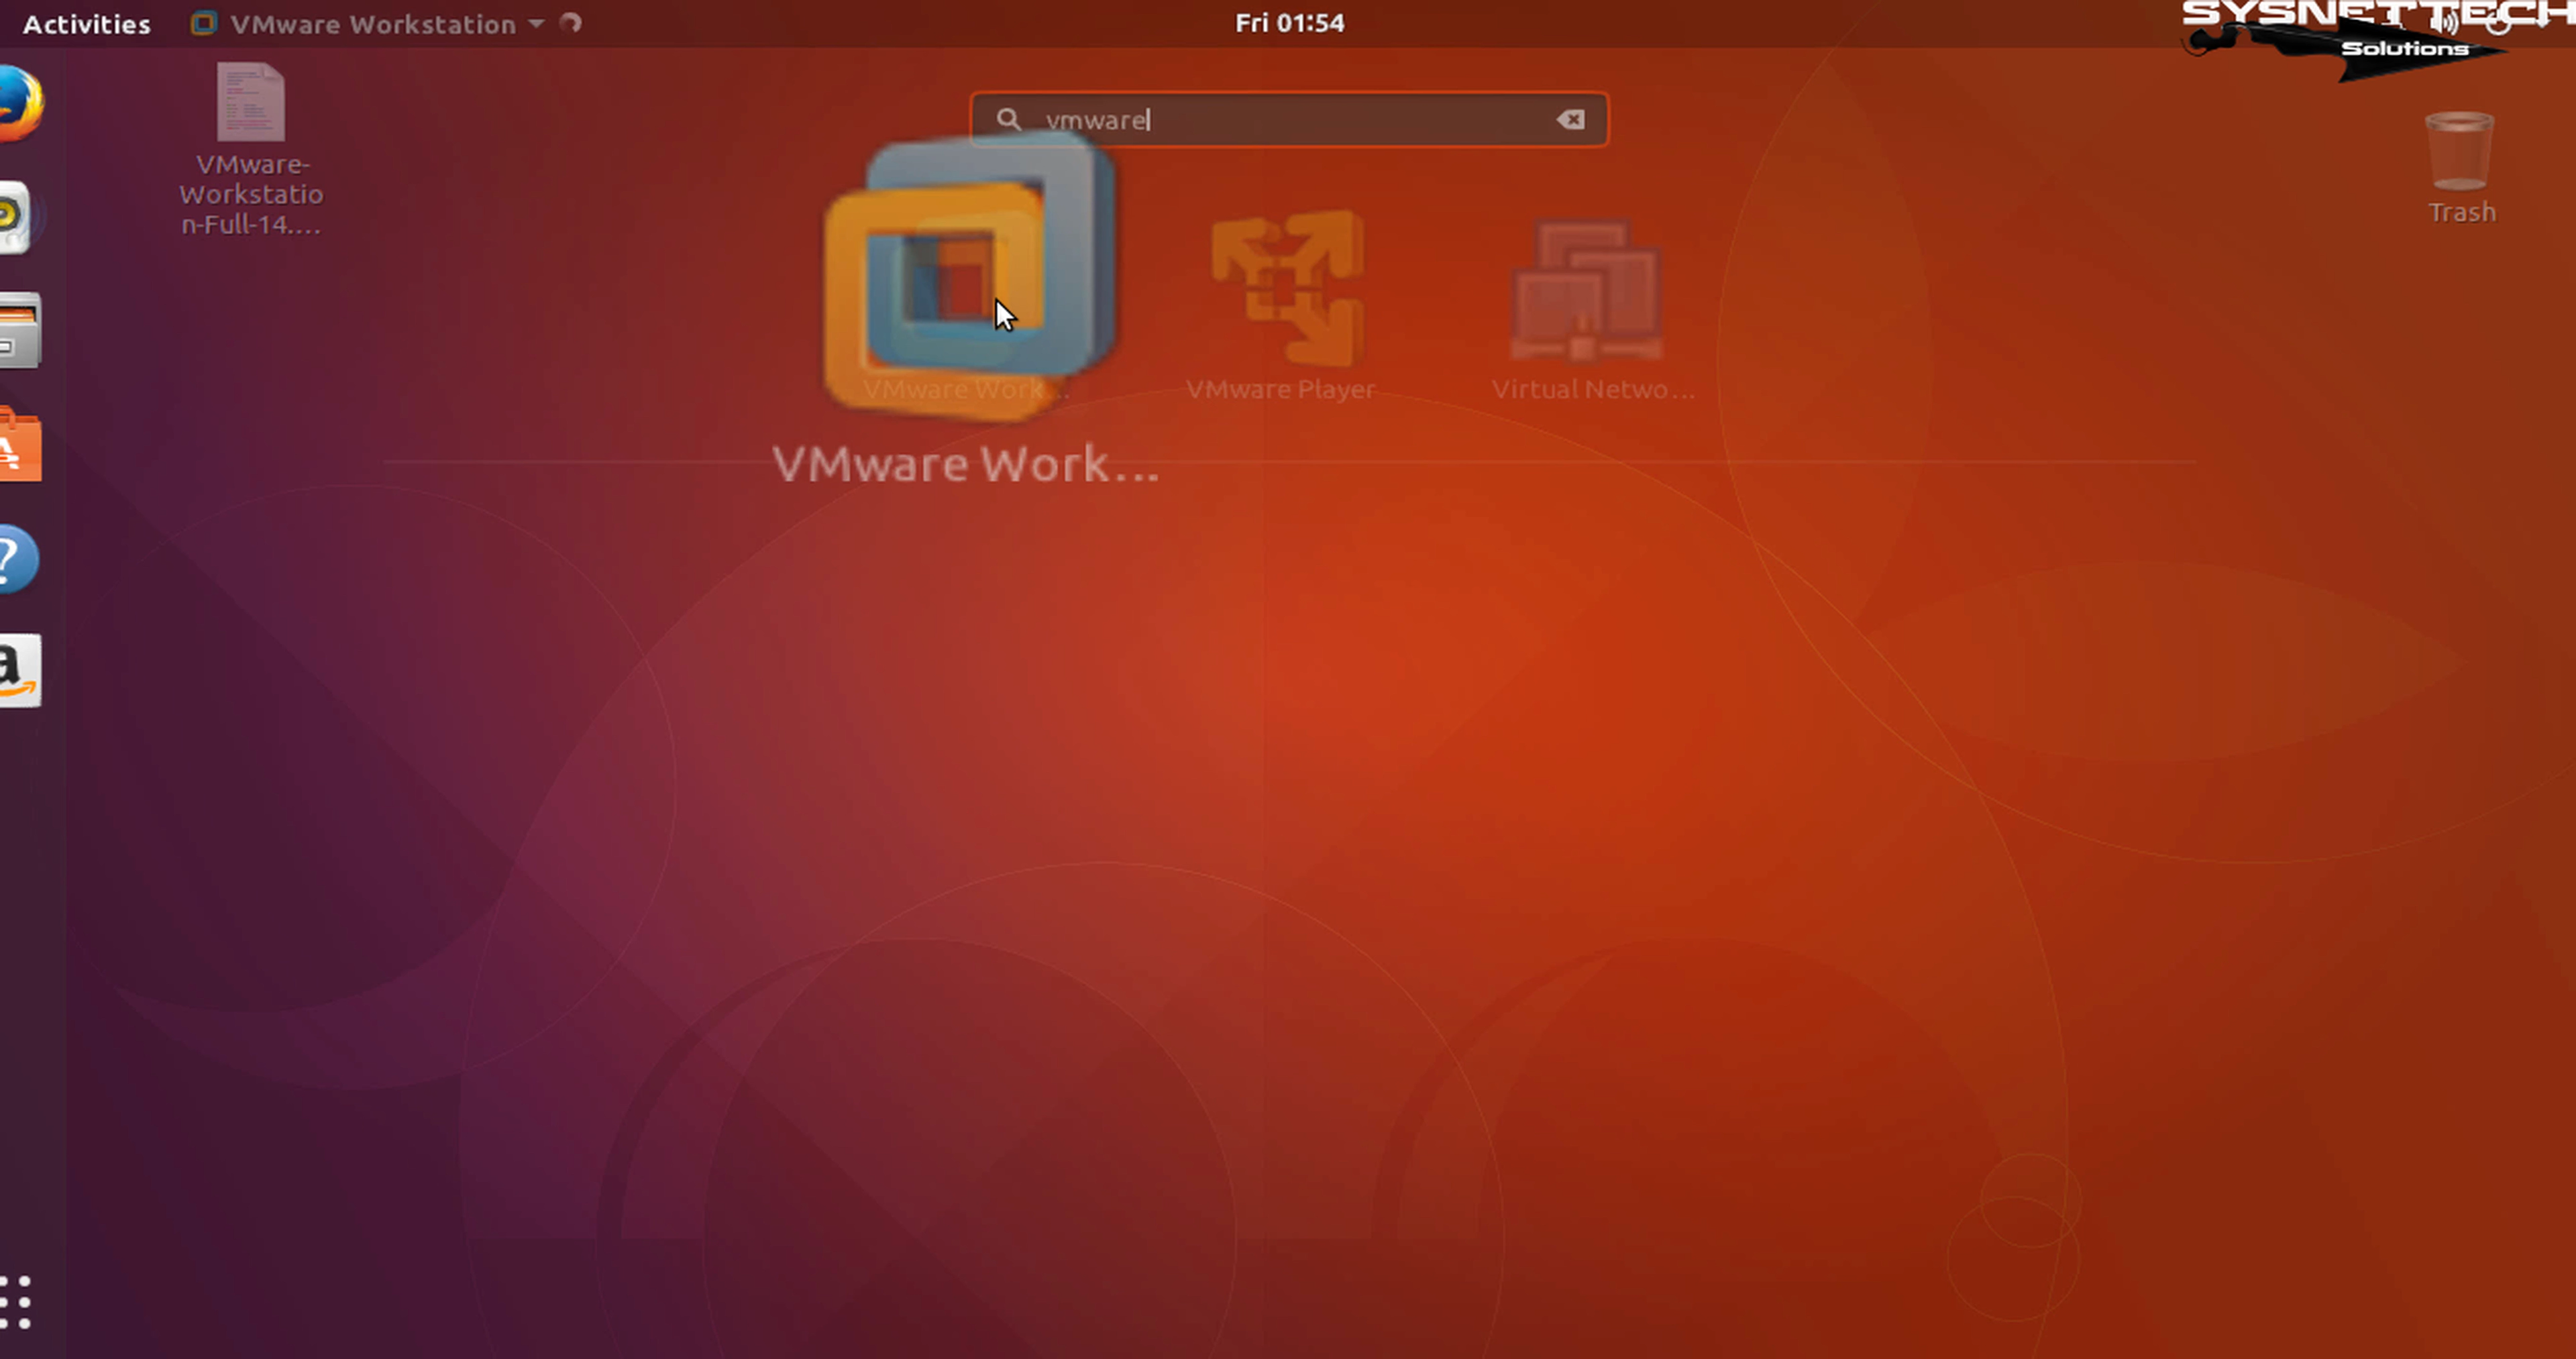 Activities
VMware Workstation
Fri 01:54
SYSNETTECH
Solutions
vmware
VMware-
Workstatio
n-Full-14....
Trash
VMware Work...
VMware Player
Virtual Netwo...
VMware Work...